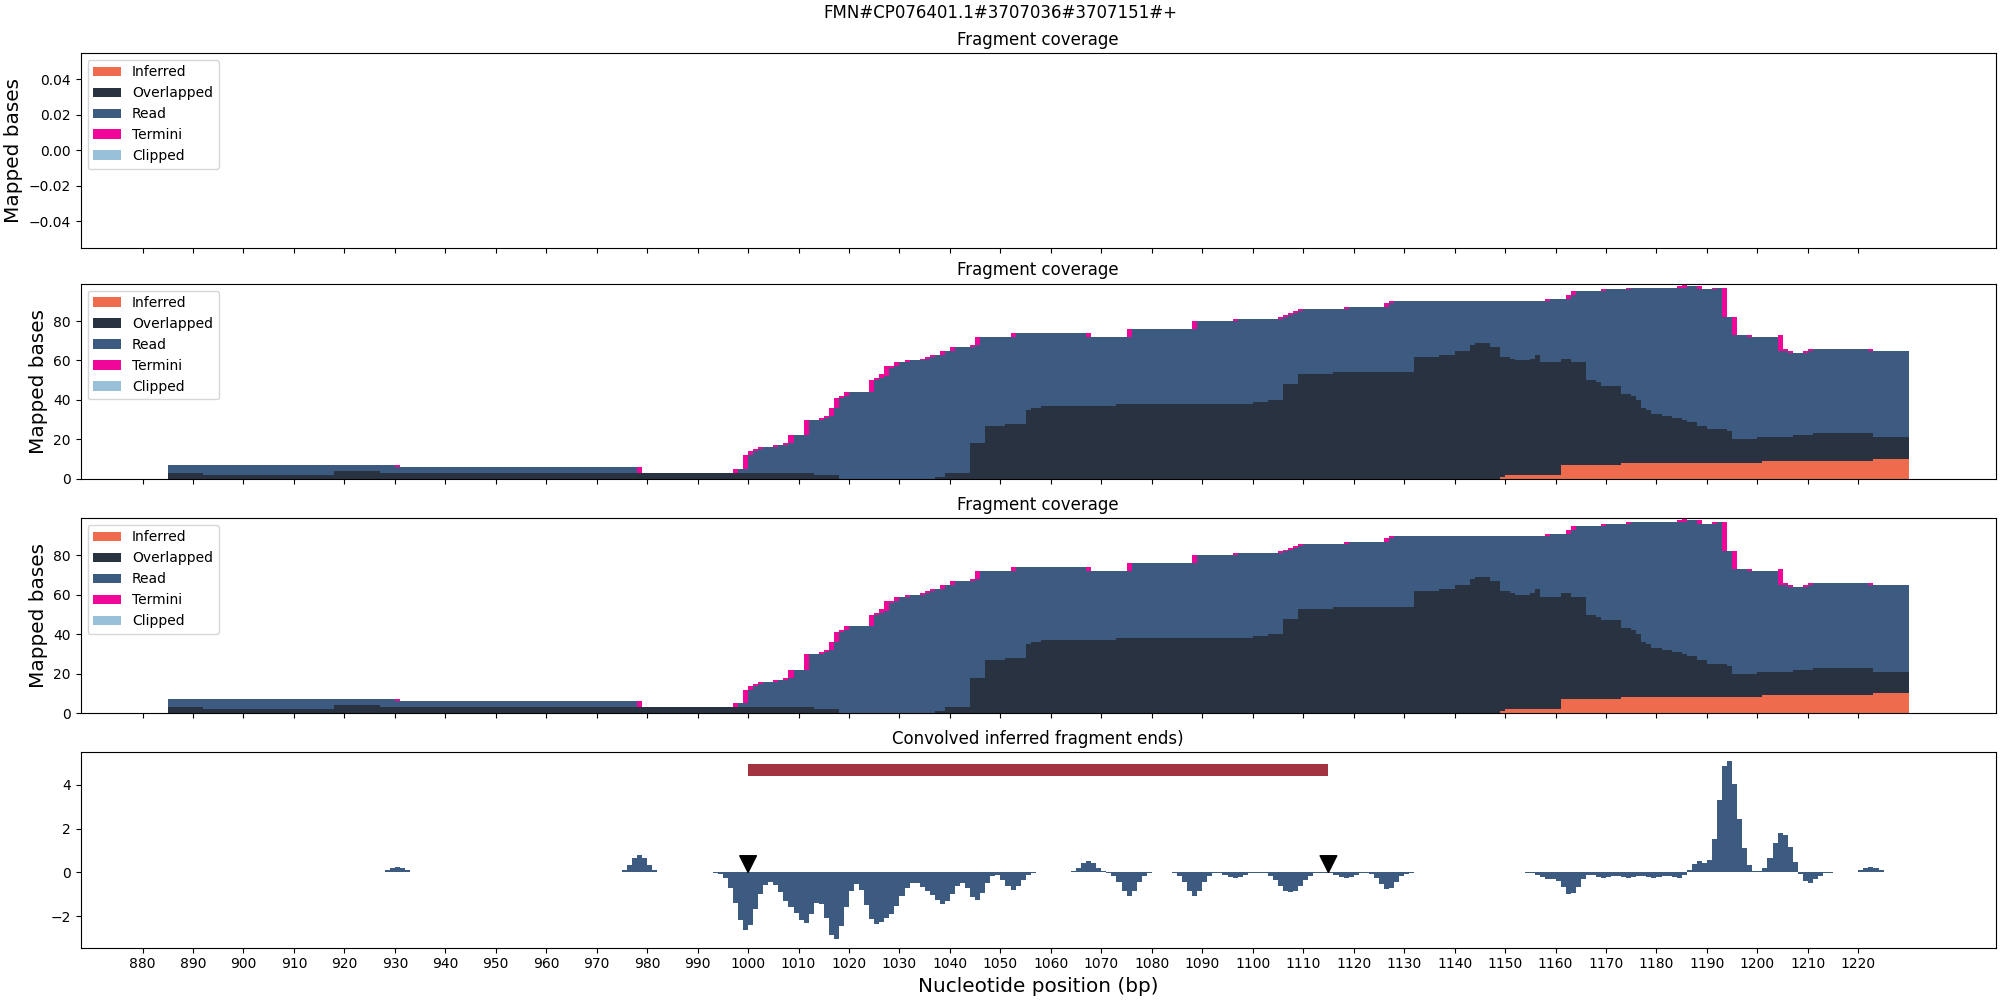 FMN#CP076401.1#3707036#3707151#+
Fragment coverage
Mapped bases
0.04
0.02
0.00
−0.02
−0.04
Inferred
Overlapped
Read
Termini
Clipped
Fragment coverage
Mapped bases
80
60
40
20
0
Inferred
Overlapped
Read
Termini
Clipped
Fragment coverage
Mapped bases
80
60
40
20
0
Inferred
Overlapped
Read
Termini
Clipped
Convolved inferred fragment ends)
4
2
0
−2
880 890 900 910 920 930 940 950 960 970 980 990 1000 1010 1020 1030 1040 1050 1060 1070 1080 1090 1100 1110 1120 1130 1140 1150 1160 1170 1180 1190 1200 1210 1220
Nucleotide position (bp)